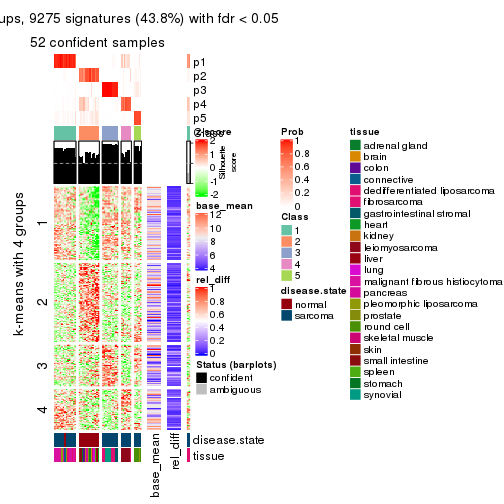 ups, 9275 signatures (43.8%) with fdr < 0.05
52 confident samples
p1
p2
p3
p4
p5
Class
Silhouette
score
1
2
3
4
k-means with 4 groups
disease.state
tissue
base_mean
rel_diff
Z-score
2
1
0
-1
-2
base_mean
12
10
8
6
4
rel_diff
1
0.8
0.6
0.4
0.2
0
Status (barplots)
confident
ambiguous
Prob
1
0.8
0.6
0.4
0.2
0
Class
1
2
3
4
5
disease.state
normal
sarcoma
tissue
adrenal gland
brain
colon
connective
dedifferentiated liposarcoma
fibrosarcoma
gastrointestinal stromal
heart
kidney
leiomyosarcoma
liver
lung
malignant fibrous histiocytoma
pancreas
pleomorphic liposarcoma
prostate
round cell
skeletal muscle
skin
small intestine
spleen
stomach
synovial